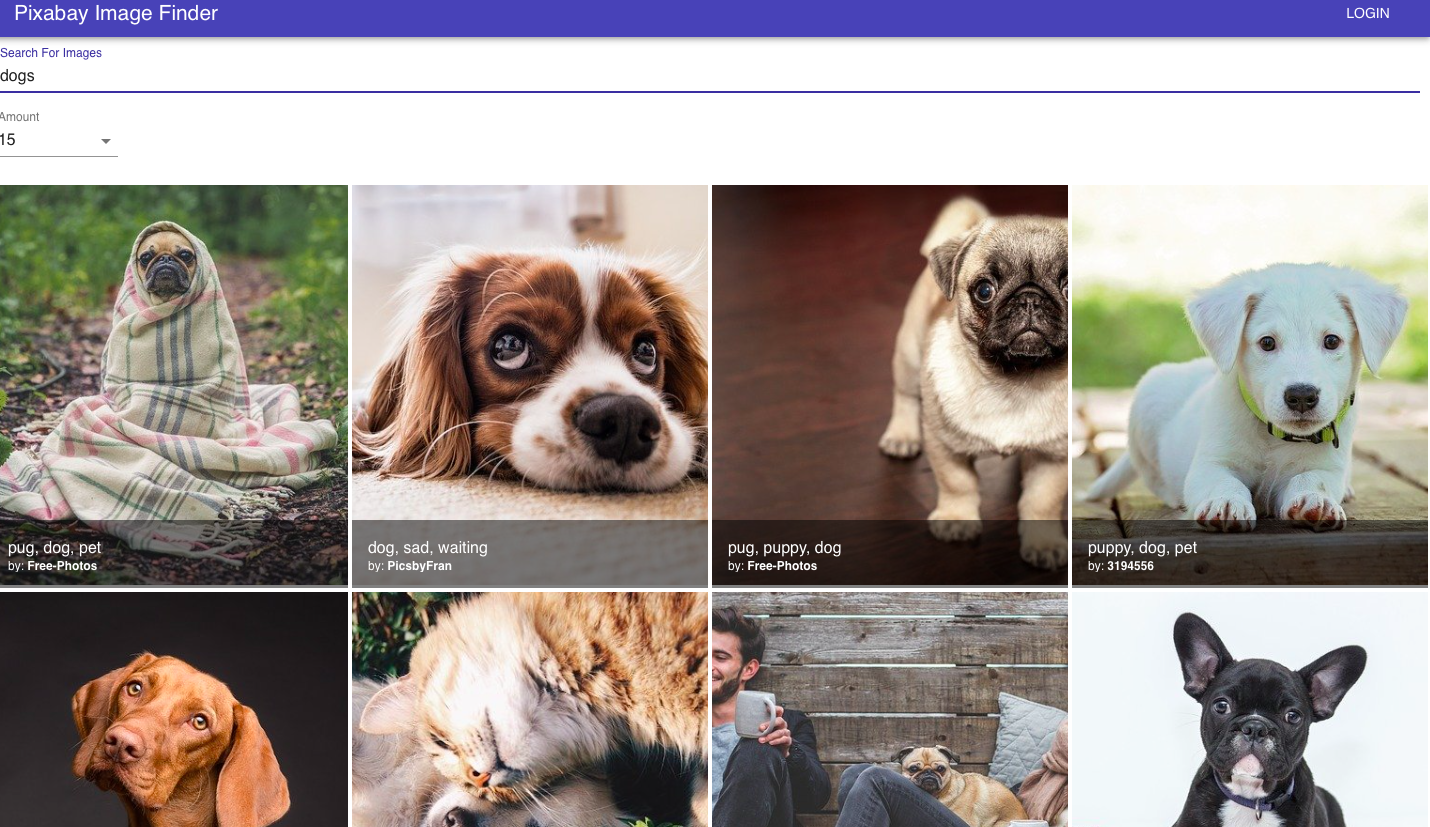 Pixabay Image Finder
LOGIN
Search For Images
dogs
Amount
15
pug, dog, pet
by: Free-Photos
dog, sad, waiting
by: PicsbyFran
pug, puppy, dog
by: Free-Photos
puppy, dog, pet
by: 3194556